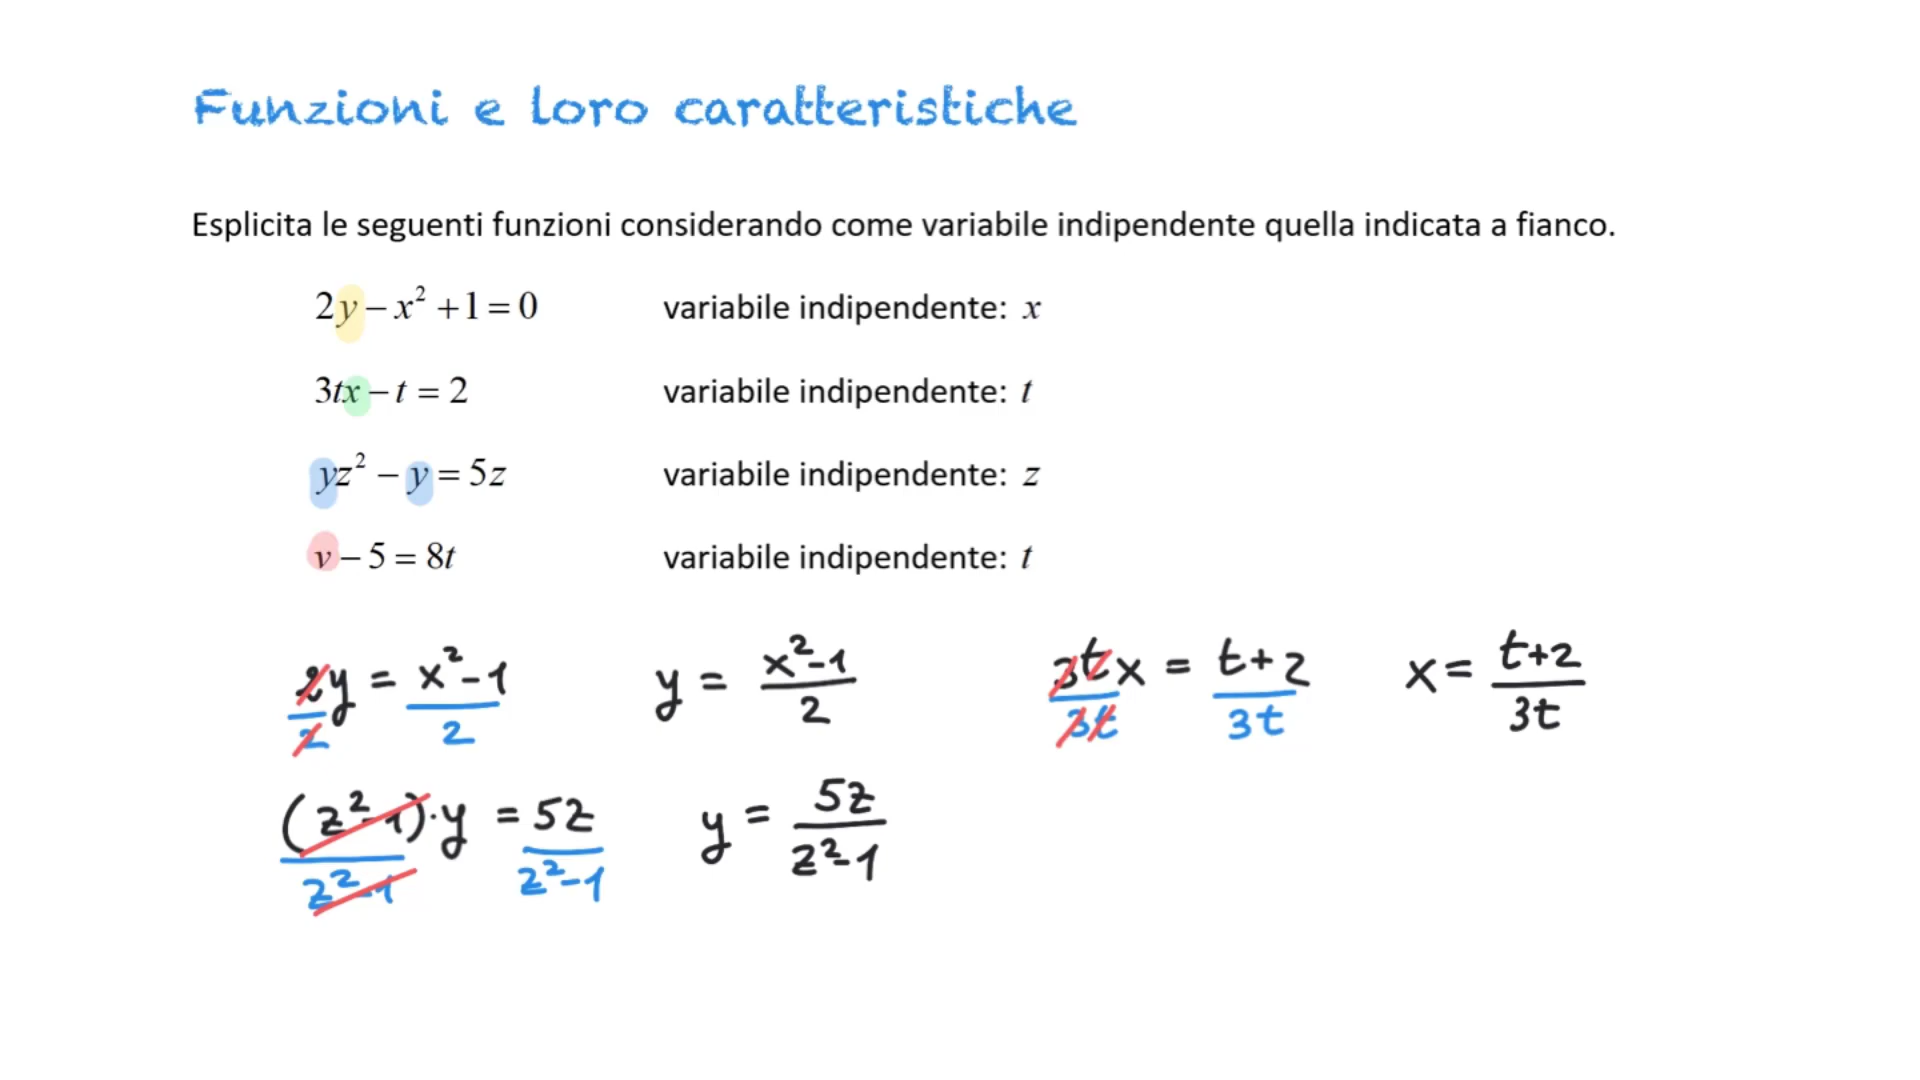 Funzioni e loro caratteristiche
Esplicita le seguenti funzioni considerando come variabile indipendente quella indicata a fianco.
2y − x² + 1 = 0 variabile indipendente: x
3tx − t = 2 variabile indipendente: t
yz² − y = 5z variabile indipendente: z
v − 5 = 8t variabile indipendente: t
2y/2 = x²-1/2 y = x²-1/2 3tx/3t = t+2/3t x = t+2/3t
(z²-1)·y/z²-1 = 5z/z²-1 y = 5z/z²-1